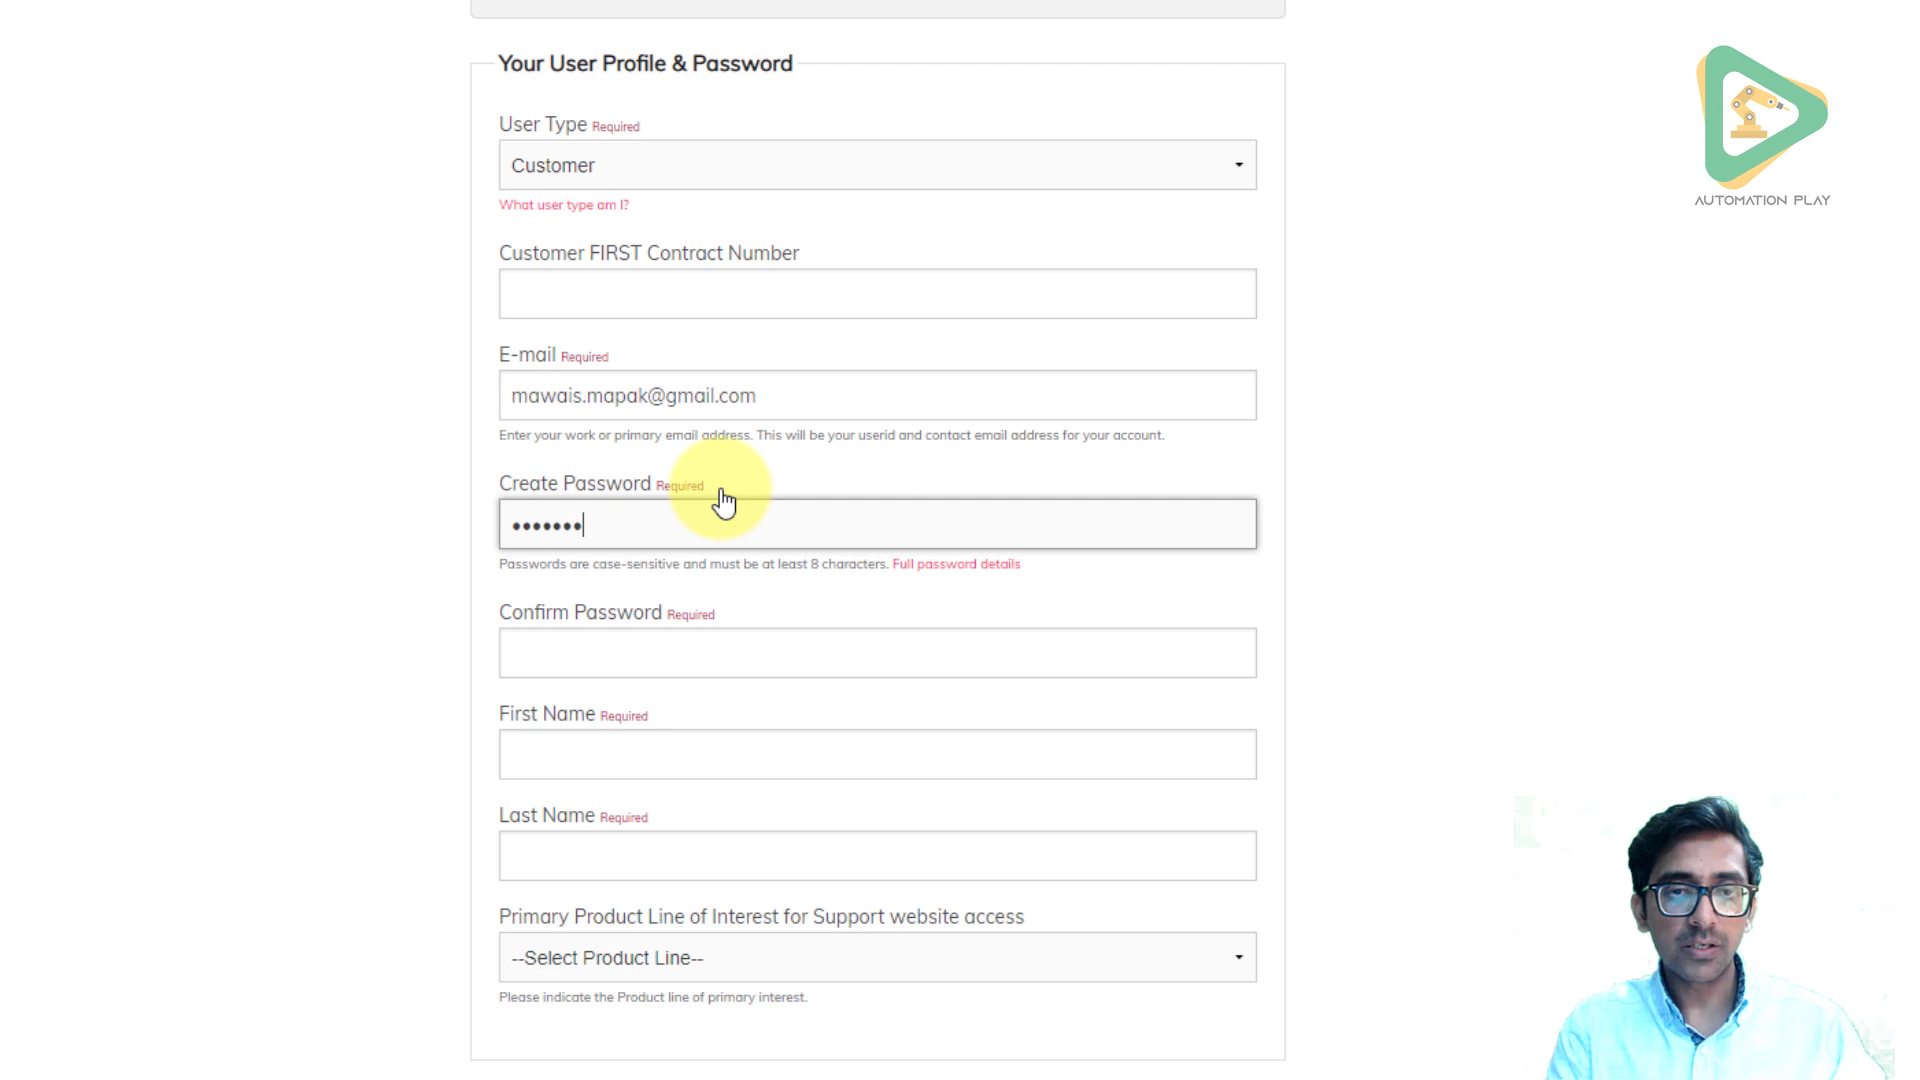 Your User Profile & Password
User Type Required
Customer
What user type am I?
Customer FIRST Contract Number
E-mail Required
mawais.mapak@gmail.com
Enter your work or primary email address. This will be your userid and contact email address for your account.
Create Password Required
•••••••
Passwords are case-sensitive and must be at least 8 characters. Full password details
Confirm Password Required
First Name Required
Last Name Required
Primary Product Line of Interest for Support website access
--Select Product Line--
Please indicate the Product line of primary interest.
AUTOMATION PLAY